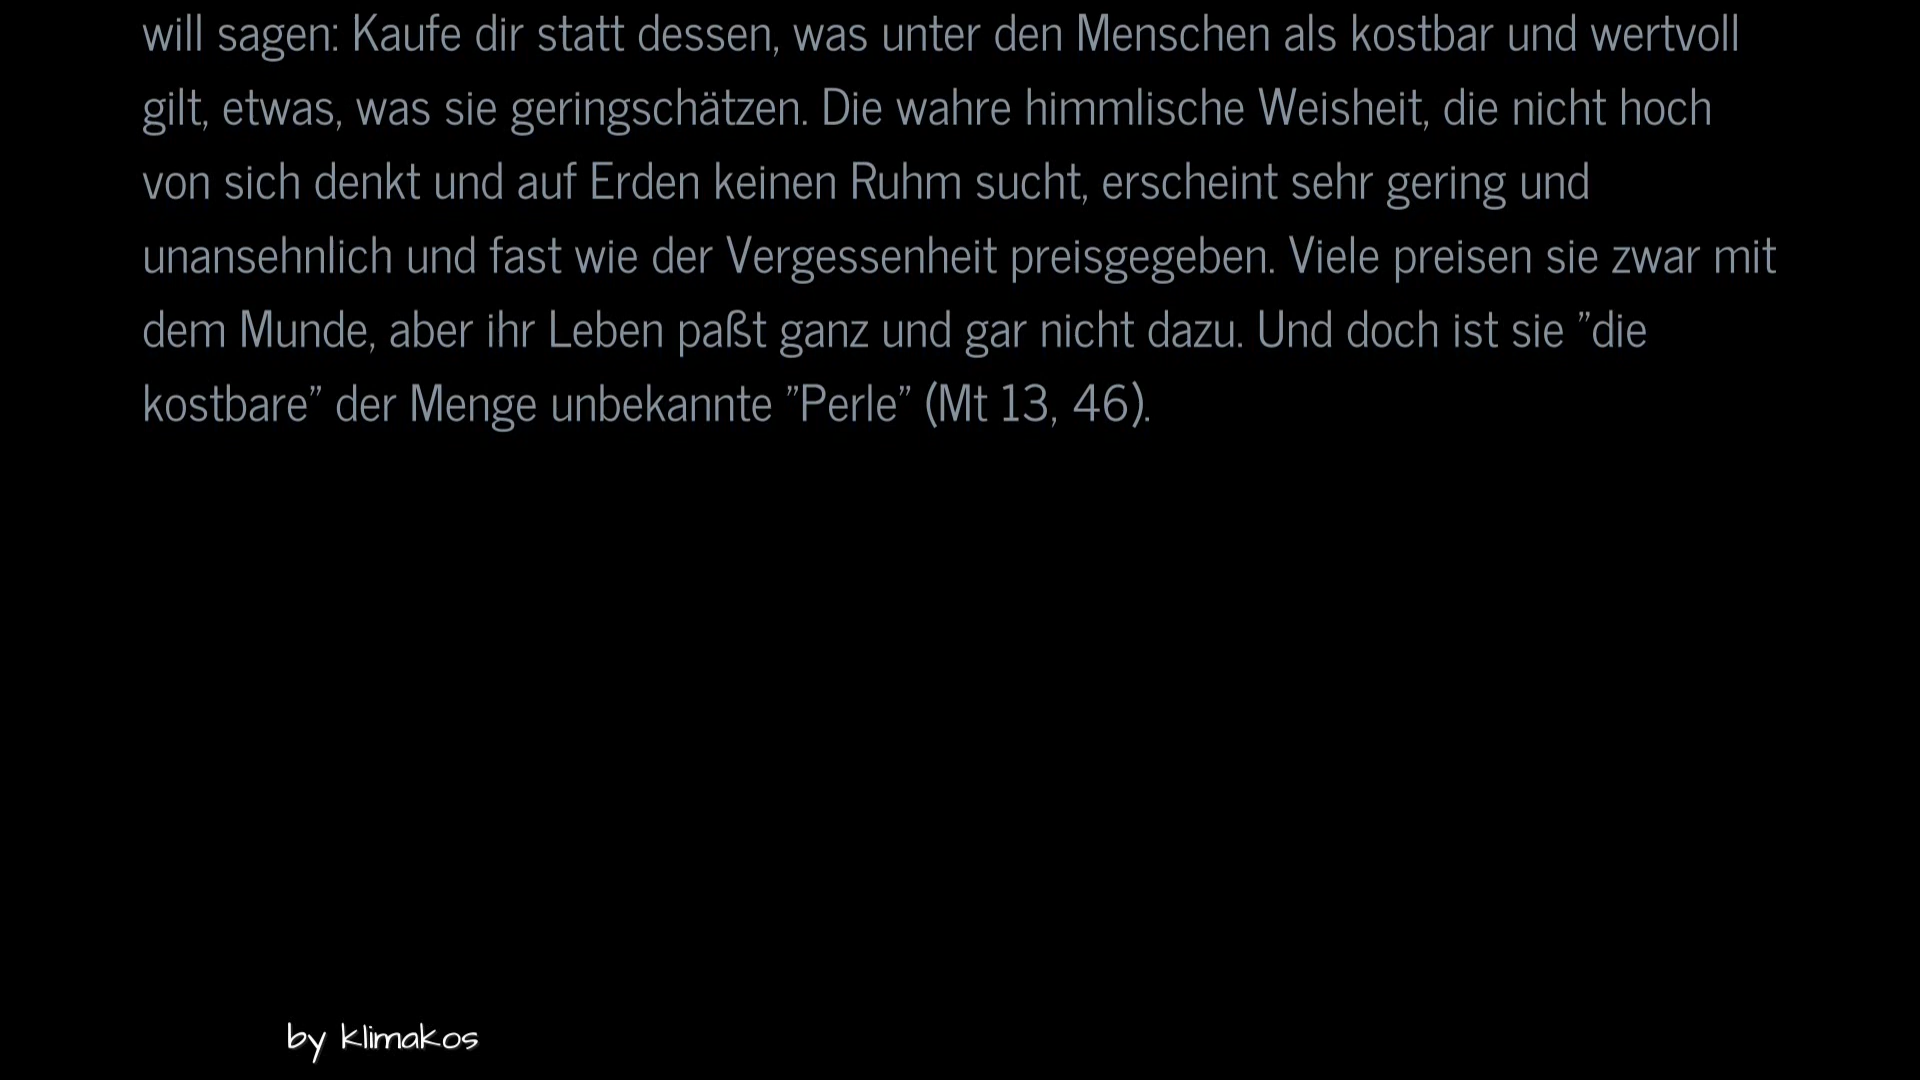 will sagen: Kaufe dir statt dessen, was unter den Menschen als kostbar und wertvoll
gilt, etwas, was sie geringschätzen. Die wahre himmlische Weisheit, die nicht hoch
von sich denkt und auf Erden keinen Ruhm sucht, erscheint sehr gering und
unansehnlich und fast wie der Vergessenheit preisgegeben. Viele preisen sie zwar mit
dem Munde, aber ihr Leben paßt ganz und gar nicht dazu. Und doch ist sie ”die
kostbare” der Menge unbekannte ”Perle” (Mt 13, 46).
by klimakos